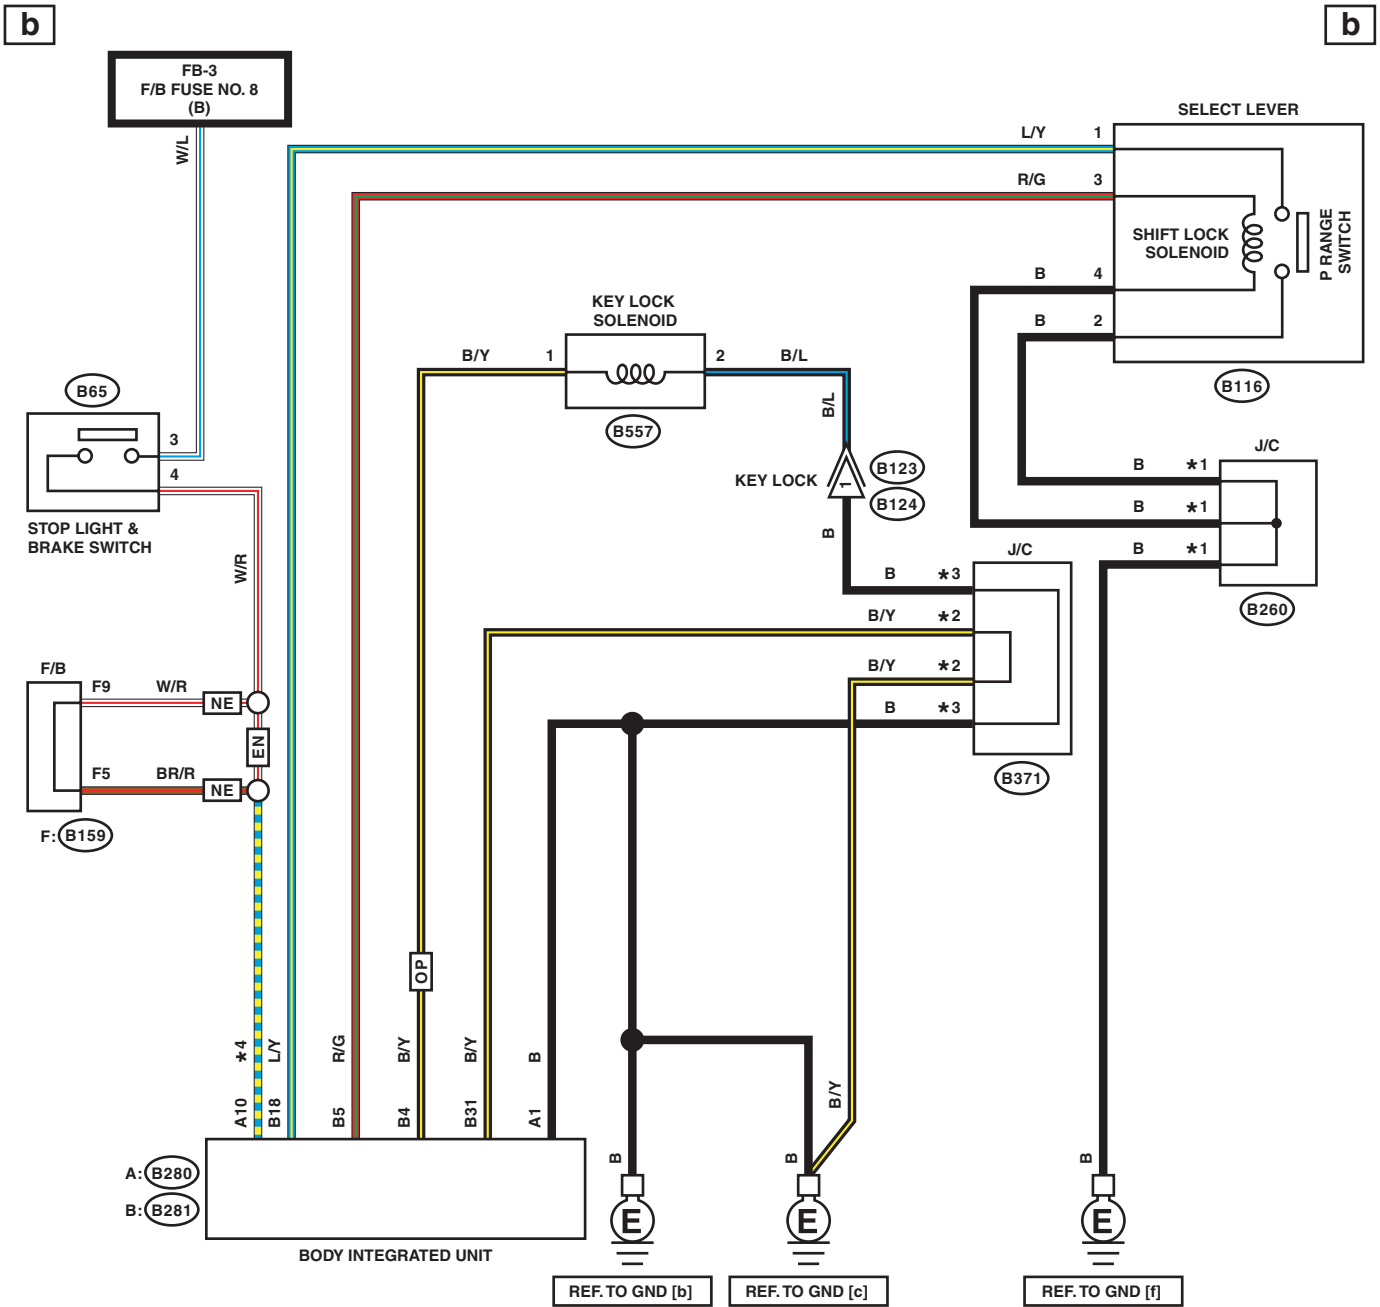 b
b
FB-3
F/B FUSE NO. 8
(B)
W/L
SELECT LEVER
L/Y 1
R/G 3
SHIFT LOCK
SOLENOID
P RANGE
SWITCH
B 4
B 2
B116
KEY LOCK
SOLENOID
B/Y 1
2 B/L
B557
B/L
B65
3
4
STOP LIGHT &
BRAKE SWITCH
W/R
KEY LOCK
1
B123
B124
B
J/C
B *1
B *1
B *1
B260
J/C
B *3
B/Y *2
B/Y *2
B *3
B371
F/B
F9 W/R NE
EN
F5 BR/R NE
F: B159
OP
*4
L/Y
R/G
B/Y
B/Y
B
A10
B18
B5
B4
B31
A1
B/Y
B
B
B
A: B280
B: B281
BODY INTEGRATED UNIT
E
E
E
REF. TO GND [b]
REF. TO GND [c]
REF. TO GND [f]